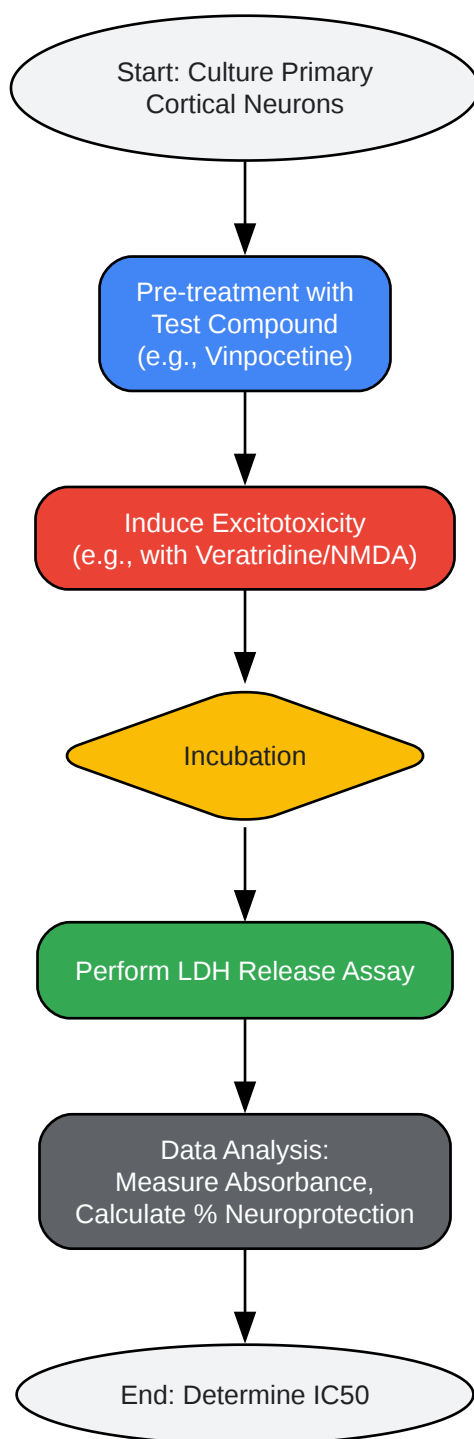 Start: Culture Primary
Cortical Neurons
Pre-treatment with
Test Compound
(e.g., Vinpocetine)
Induce Excitotoxicity
(e.g., with Veratridine/NMDA)
Incubation
Perform LDH Release Assay
Data Analysis:
Measure Absorbance,
Calculate % Neuroprotection
End: Determine IC50